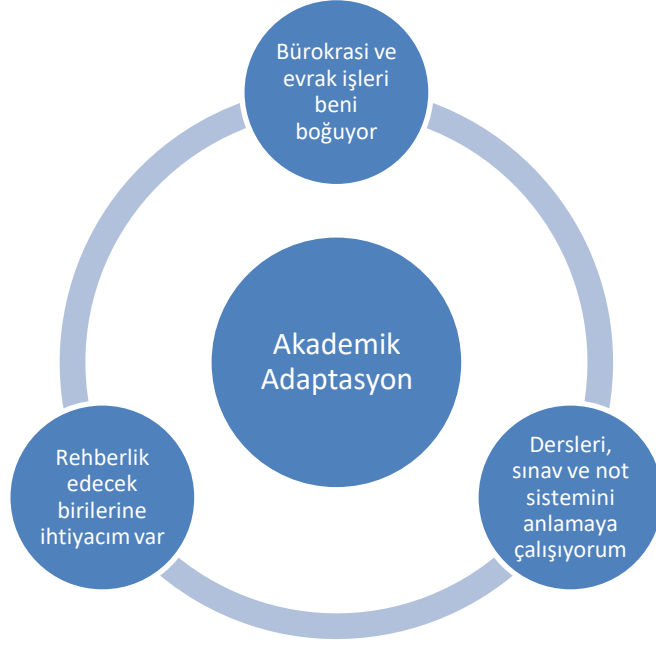 Bürokrasi ve
evrak işleri
beni
boğuyor
Akademik
Adaptasyon
Rehberlik
edecek
birilerine
ihtiyacım var
Dersleri,
sınav ve not
sistemini
anlamaya
çalışıyorum